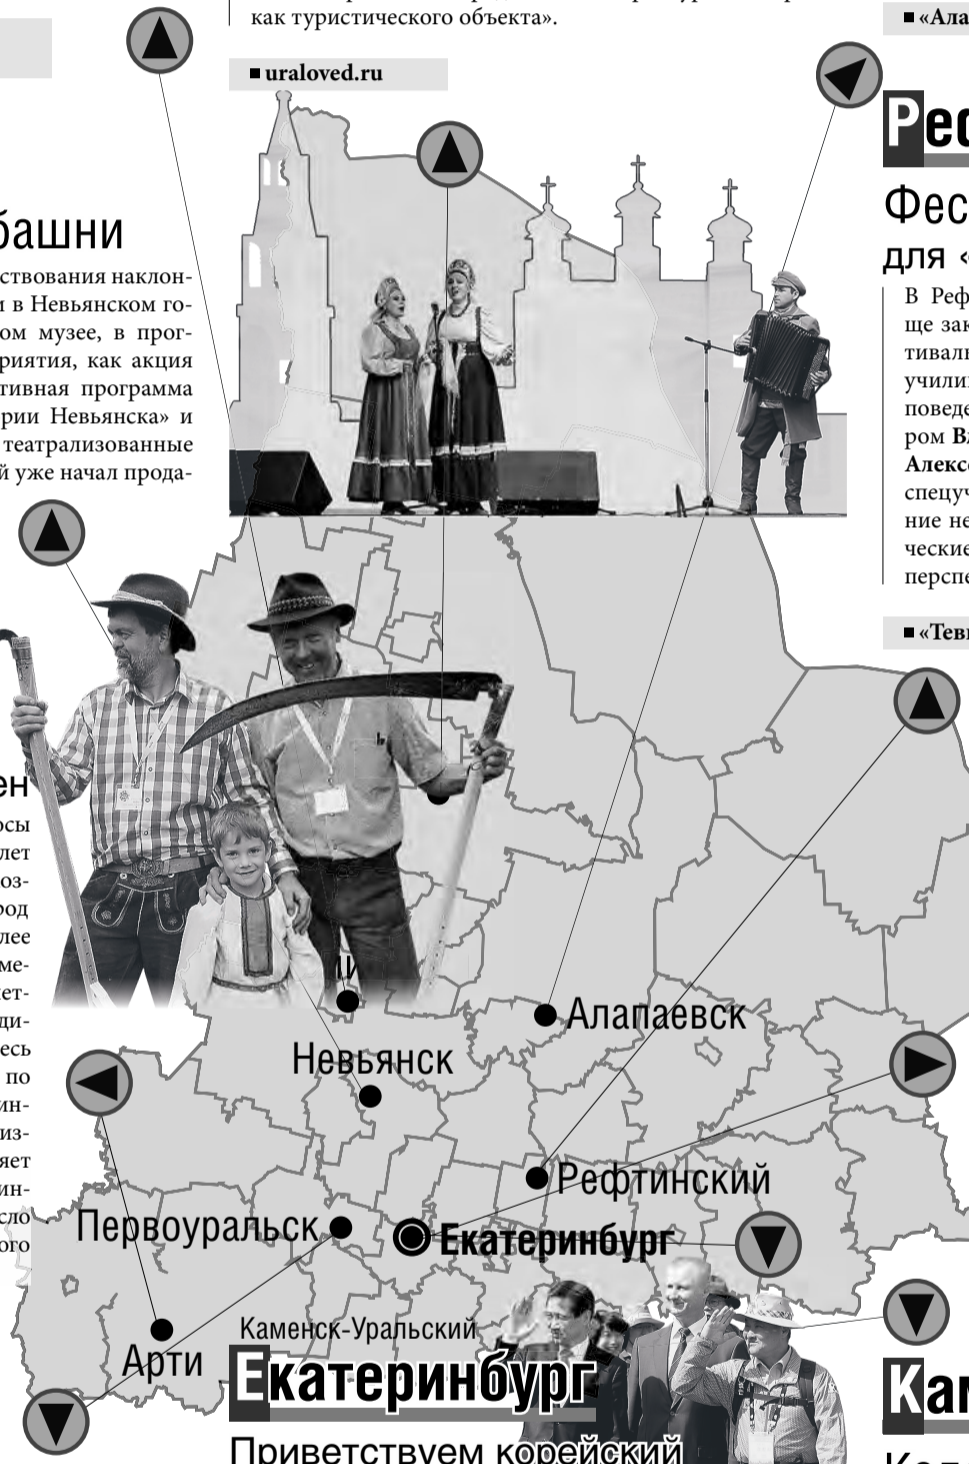 как туристического объекта».
uraloved.ru
башни
ствования наклон-
и в Невьянском го-
ом музее, в прог-
риятия, как акция
тивная программа
рии Невьянска» и
театрализованные
й уже начал прода-
ен
осы
лет
оз-
род
лее
ме-
ет-
ди-
есь
по
ин-
из-
яет
ин-
сло
ого
«Ала
Рес
Фес
для «
В Реф
ще зак
тиваль
училищ
поведе
ром Вл
Алекс
спецуч
ние не
ческие
перспе
«Тев
Алапаевск
Невьянск
Рефтинский
Первоуральск
Екатеринбург
Каменск-Уральский
Арти
Екатеринбург
Приветствуем корейский
Кам